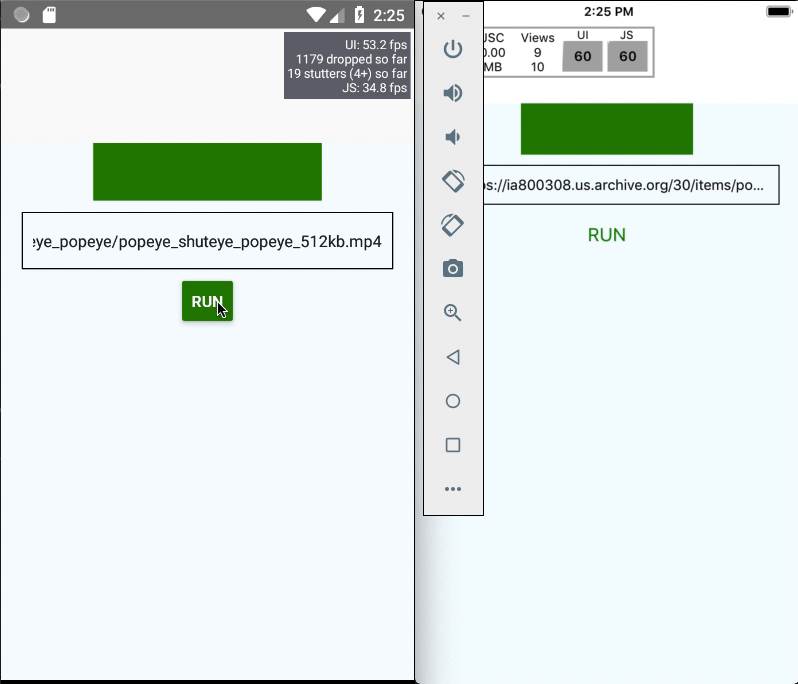 2:25
UI: 53.2 fps
1179 dropped so far
19 stutters (4+) so far
JS: 34.8 fps
eye_popeye/popeye_shuteye_popeye_512kb.mp4
RUN
2:25 PM
JSC
0.00
MB
Views
9
10
UI
60
JS
60
ps://ia800308.us.archive.org/30/items/po...
RUN